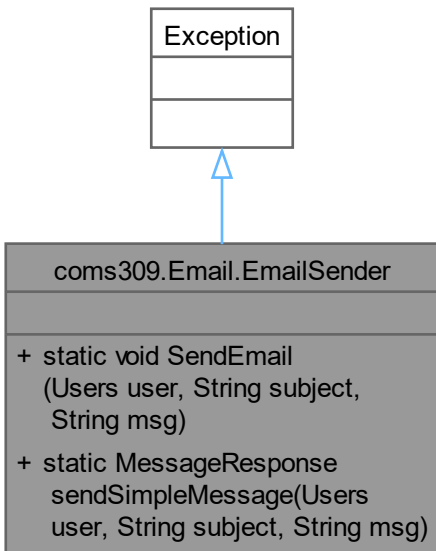 Exception
coms309.Email.EmailSender
+ static void SendEmail
(Users user, String subject,
String msg)
+ static MessageResponse
sendSimpleMessage(Users
user, String subject, String msg)